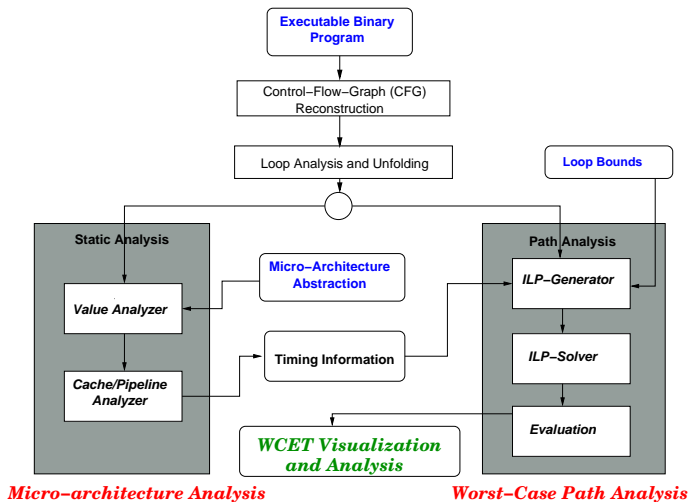 Executable Binary
Program
Control−Flow−Graph (CFG)
Reconstruction
Loop Analysis and Unfolding
Loop Bounds
Static Analysis
Path Analysis
Micro−Architecture
Abstraction
ILP−Generator
Value Analyzer
Timing Information
ILP−Solver
Cache/Pipeline
Analyzer
Evaluation
WCET Visualization
and Analysis
Micro−architecture Analysis
Worst−Case Path Analysis